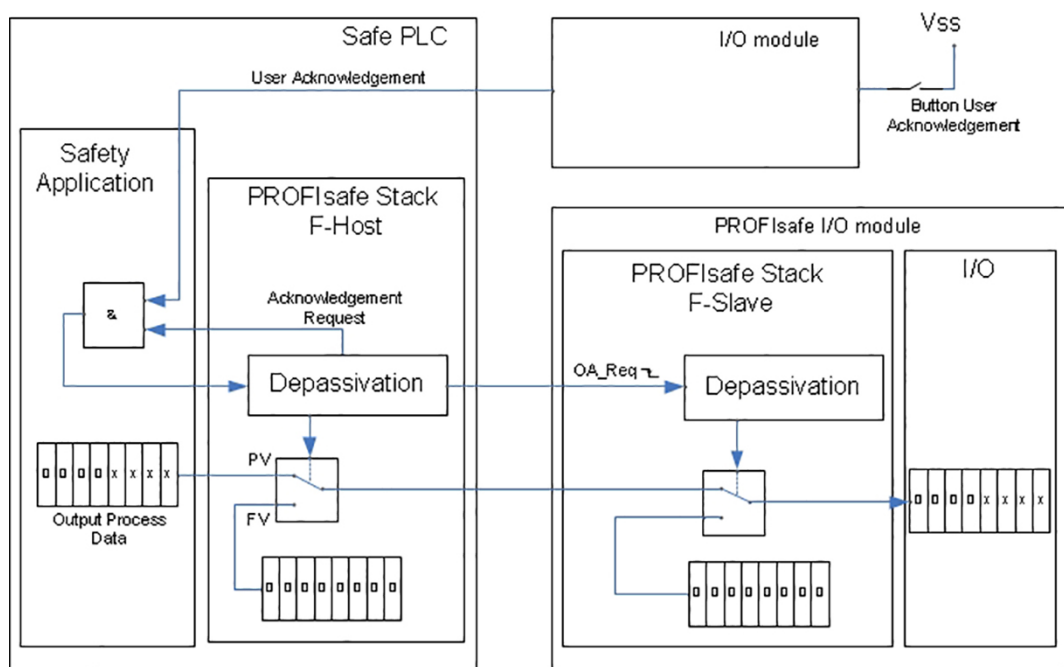 Safe PLC
I/O module
Vss
User Acknowledgement
Button User
Acknowledgement
Safety
Application
PROFIsafe Stack
F-Host
PROFIsafe I/O module
PROFIsafe Stack
F-Slave
I/O
&
Acknowledgement
Request
Depassivation
OA_Req
Depassivation
PV
0 0 0 0 x x x x
Output Process
Data
FV
0 0 0 0 x x x x
0 0 0 0 0 0 0 0
0 0 0 0 0 0 0 0